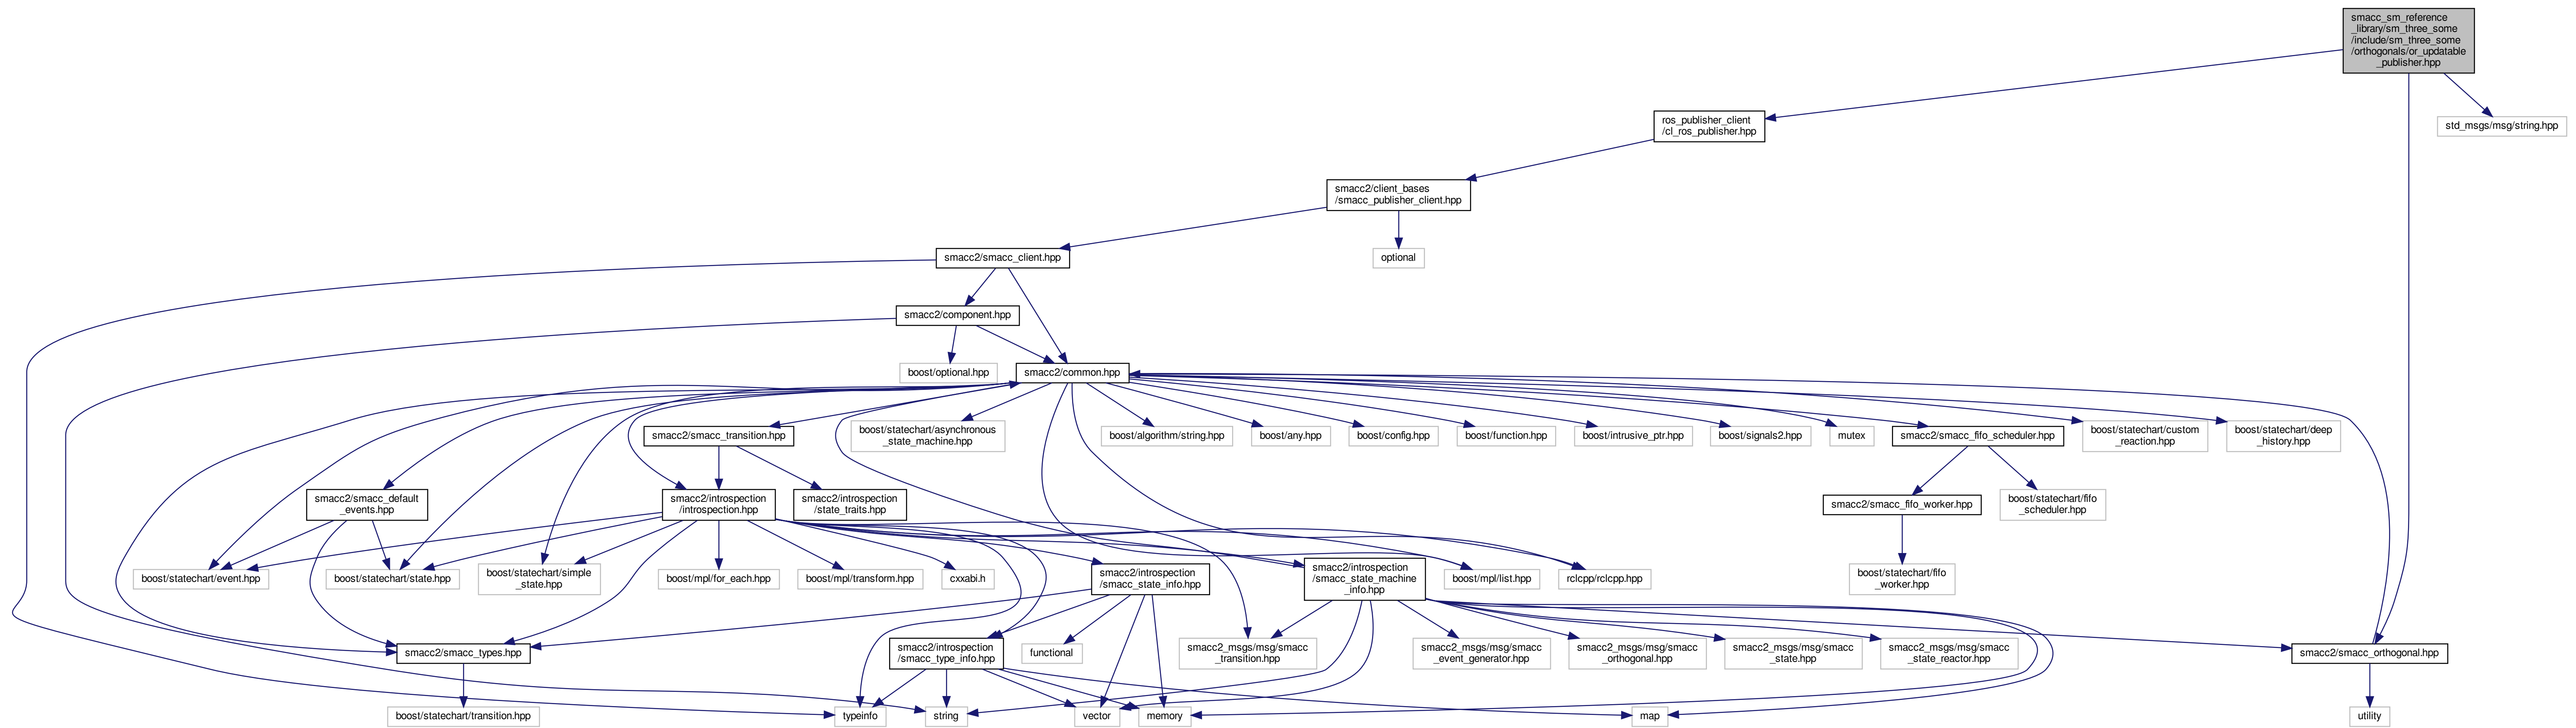 smacc_sm_reference
_library/sm_three_some
/include/sm_three_some
/orthogonals/or_updatable
_publisher.hpp
ros_publisher_client
/cl_ros_publisher.hpp
std_msgs/msg/string.hpp
smacc2/client_bases
/smacc_publisher_client.hpp
smacc2/smacc_client.hpp
optional
smacc2/component.hpp
boost/optional.hpp
smacc2/common.hpp
smacc2/smacc_transition.hpp
boost/statechart/asynchronous
_state_machine.hpp
boost/algorithm/string.hpp
boost/any.hpp
boost/config.hpp
boost/function.hpp
boost/intrusive_ptr.hpp
boost/signals2.hpp
mutex
smacc2/smacc_fifo_scheduler.hpp
boost/statechart/custom
_reaction.hpp
boost/statechart/deep
_history.hpp
smacc2/smacc_default
_events.hpp
smacc2/introspection
/introspection.hpp
smacc2/introspection
/state_traits.hpp
smacc2/smacc_fifo_worker.hpp
boost/statechart/fifo
_scheduler.hpp
boost/statechart/event.hpp
boost/statechart/state.hpp
boost/statechart/simple
_state.hpp
boost/mpl/for_each.hpp
boost/mpl/transform.hpp
cxxabi.h
smacc2/introspection
/smacc_state_info.hpp
smacc2/introspection
/smacc_state_machine
_info.hpp
boost/mpl/list.hpp
rclcpp/rclcpp.hpp
boost/statechart/fifo
_worker.hpp
smacc2/smacc_types.hpp
smacc2/introspection
/smacc_type_info.hpp
functional
smacc2_msgs/msg/smacc
_transition.hpp
smacc2_msgs/msg/smacc
_event_generator.hpp
smacc2_msgs/msg/smacc
_orthogonal.hpp
smacc2_msgs/msg/smacc
_state.hpp
smacc2_msgs/msg/smacc
_state_reactor.hpp
smacc2/smacc_orthogonal.hpp
boost/statechart/transition.hpp
typeinfo
string
vector
memory
map
utility